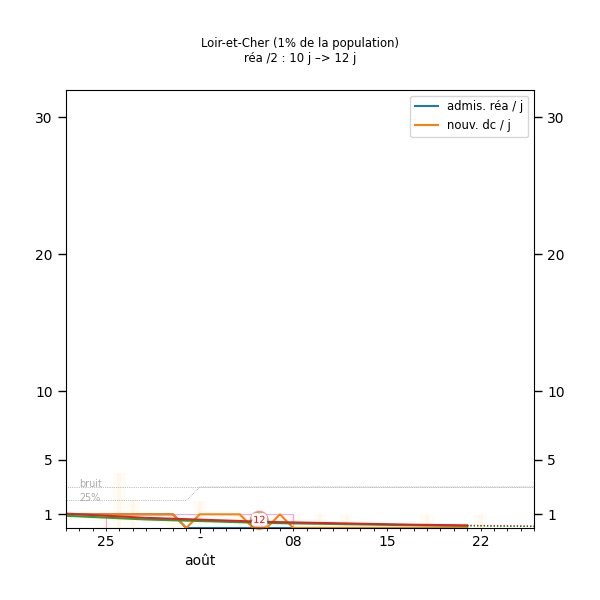 Loir-et-Cher (1% de la population)
réa /2 : 10 j –> 12 j
admis. réa / j
nouv. dc / j
30
30
20
20
10
10
5
5
bruit
25%
1
12
1
25
-
08
15
22
août